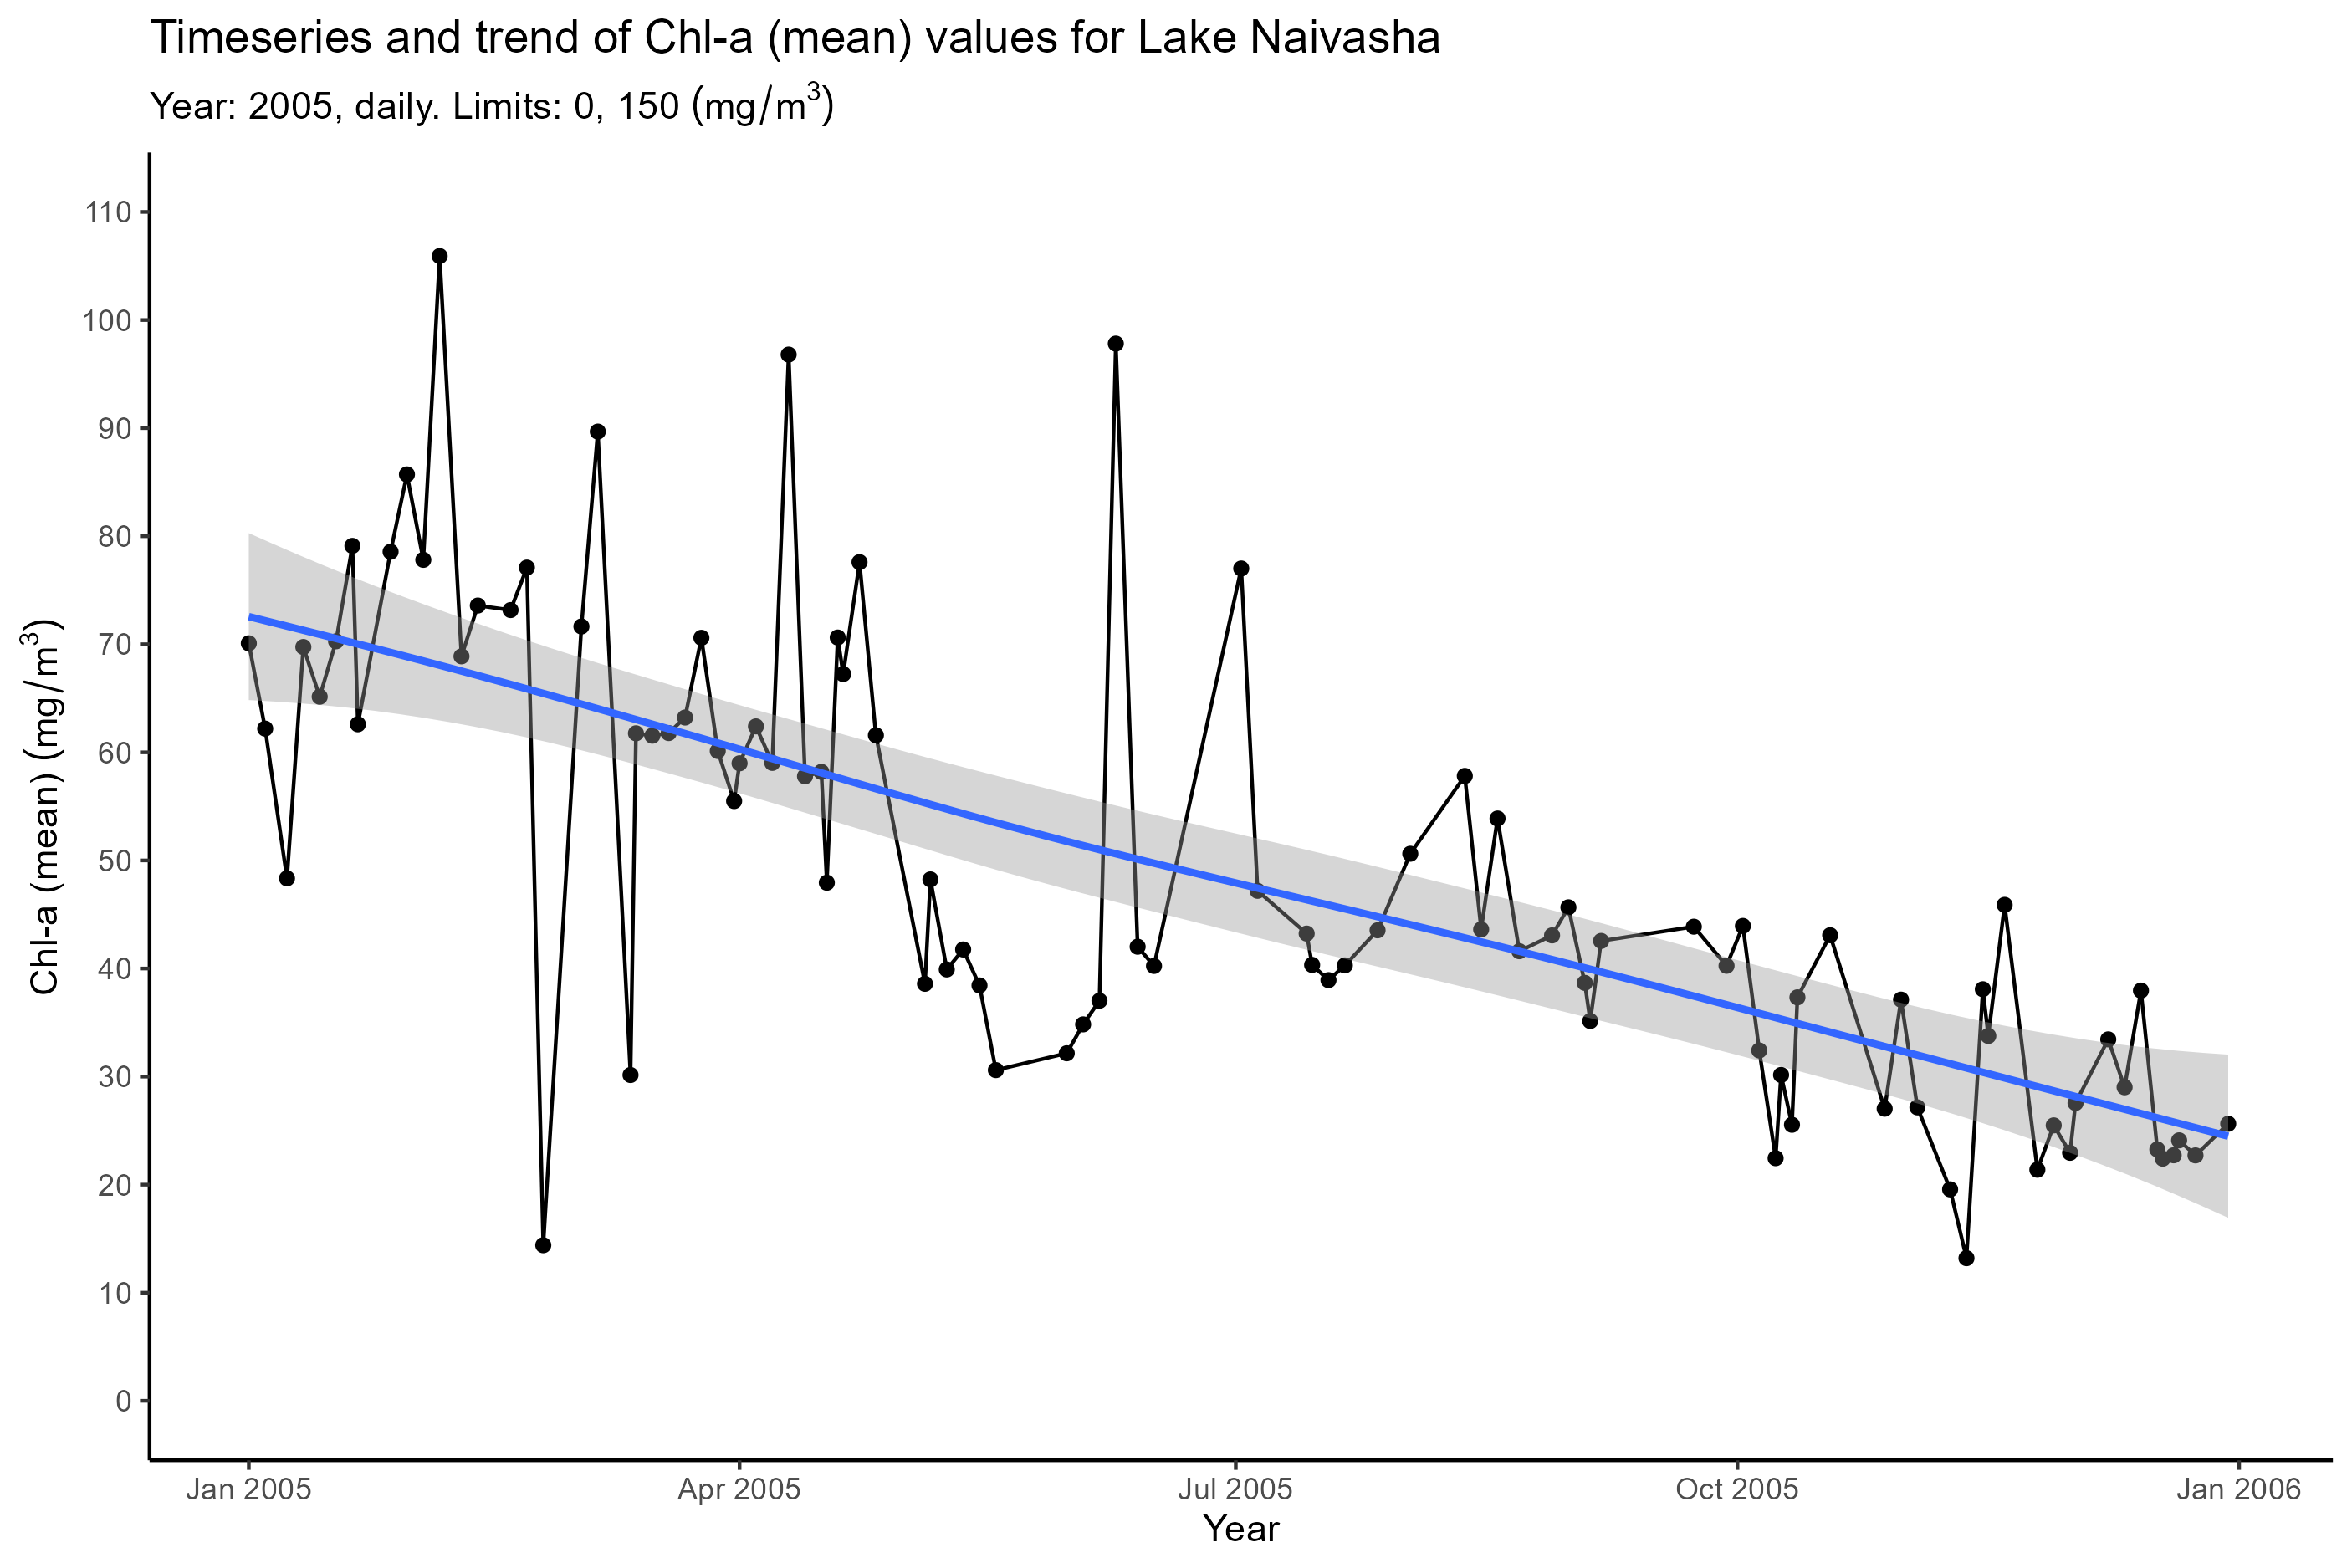 Timeseries and trend of Chl-a (mean) values for Lake Naivasha
Year: 2005, daily. Limits: 0, 150 (mg/m³)
Chl-a (mean) (mg/m³)
110
100
90
80
70
60
50
40
30
20
10
0
Jan 2005 Apr 2005 Jul 2005 Oct 2005 Jan 2006
Year